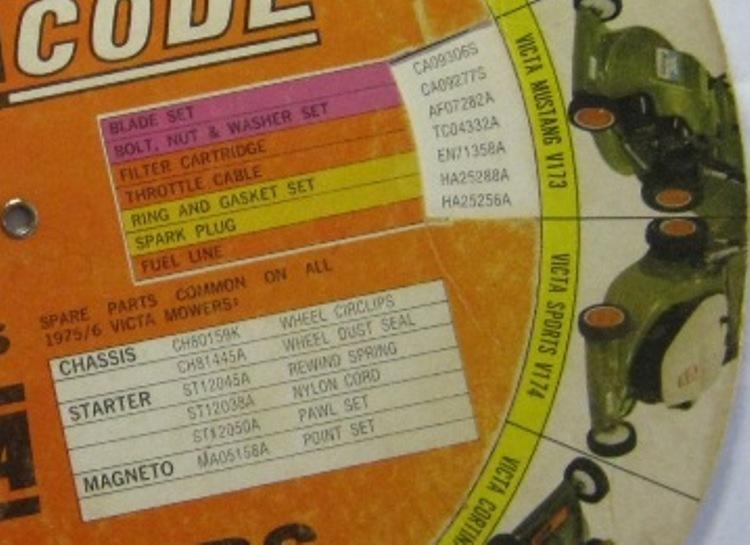 CODE
BLADE SET CA09306S
BOLT, NUT & WASHER SET CA09277S
FILTER CARTRIDGE AF07282A
THROTTLE CABLE TC04332A
RING AND GASKET SET EN71358A
SPARK PLUG HA25288A
FUEL LINE HA25256A
SPARE PARTS COMMON ON ALL
1975/6 VICTA MOWERS:
CHASSIS CH80159K WHEEL CIRCLIPS
CH81445A WHEEL DUST SEAL
STARTER ST12045A REWIND SPRING
ST12038A NYLON CORD
ST12050A PAWL SET
MAGNETO MA05158A POINT SET
VICTA MUSTANG V173
VICTA SPORTS V174
VICTA CORTIN